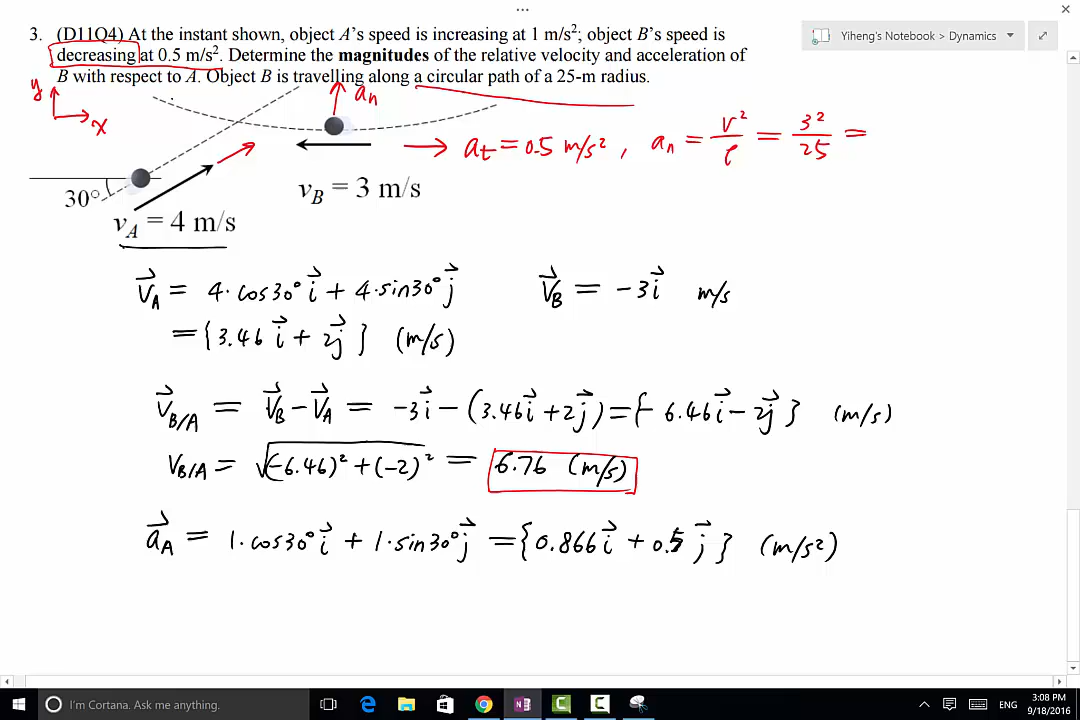 3. (D11Q4) At the instant shown, object A's speed is increasing at 1 m/s²; object B's speed is
decreasing at 0.5 m/s². Determine the magnitudes of the relative velocity and acceleration of
B with respect to A. Object B is travelling along a circular path of a 25-m radius.
Yiheng's Notebook > Dynamics
y
x
aₙ
aₜ = 0.5 m/s² , aₙ = v²/ρ = 3²/25 =
30°
v_B = 3 m/s
v_A = 4 m/s
v⃗_A = 4·cos30° i⃗ + 4·sin30° j⃗ v⃗_B = -3 i⃗ m/s
= {3.46 i⃗ + 2j⃗ } (m/s)
v⃗_B/A = v⃗_B - v⃗_A = -3i⃗ - (3.46i⃗ + 2j⃗) = {- 6.46i⃗ - 2j⃗ } (m/s)
v_B/A = √(-6.46)² + (-2)² = 6.76 (m/s)
a⃗_A = 1·cos30° i⃗ + 1·sin30° j⃗ = {0.866 i⃗ + 0.5 j⃗ } (m/s²)
I'm Cortana. Ask me anything.
ENG
3:08 PM
9/18/2016